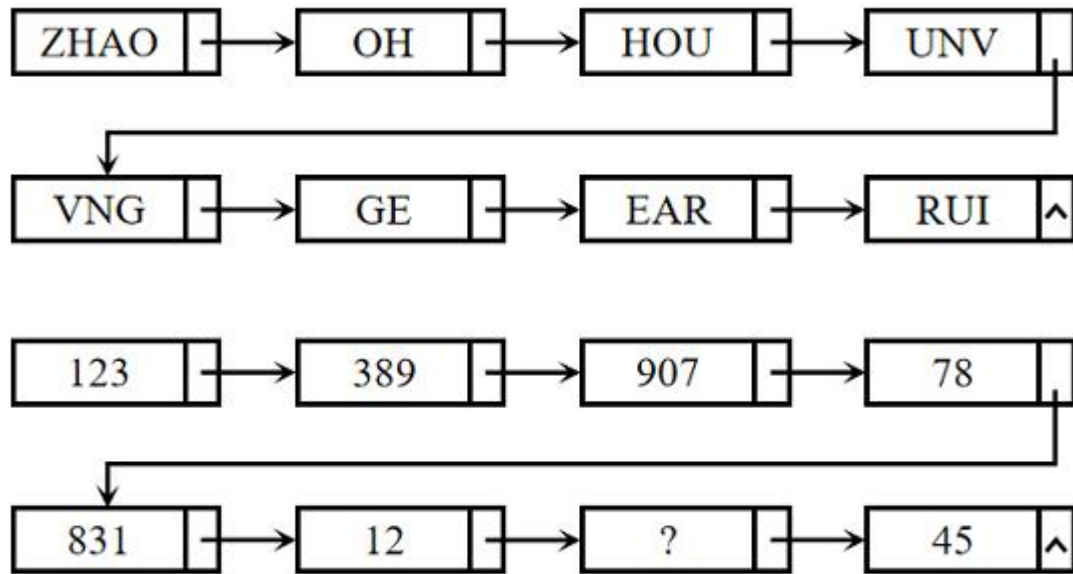 ZHAO OH HOU UNV
VNG GE EAR RUI ^
123 389 907 78
831 12 ? 45 ^